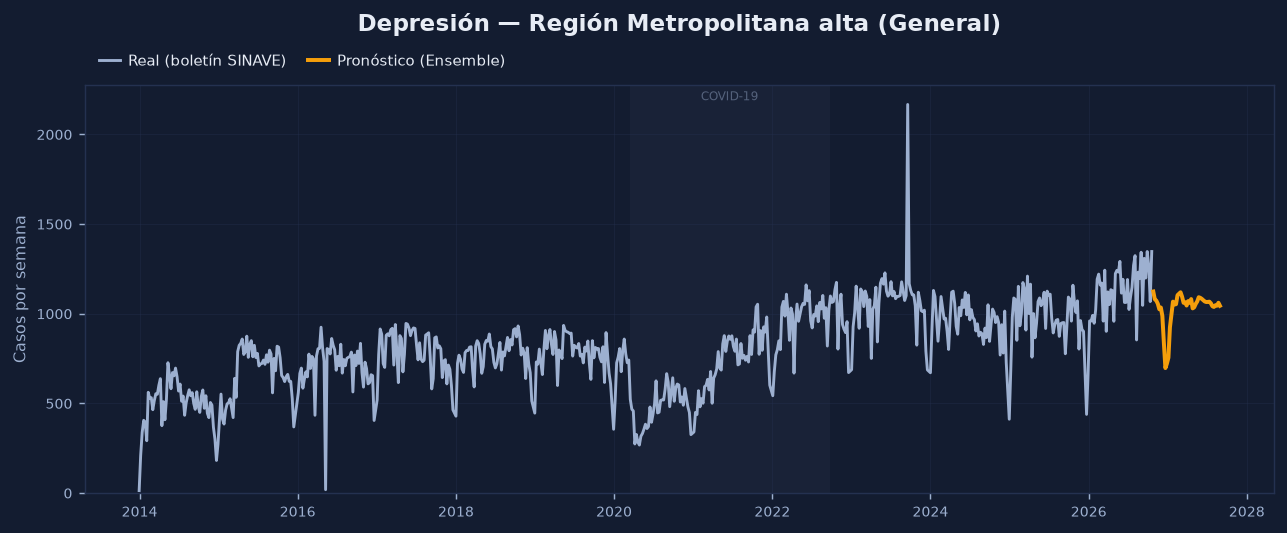 Depresión — Región Metropolitana alta (General)
Real (boletín SINAVE)
Pronóstico (Ensemble)
COVID-19
Casos por semana
2000
1500
1000
500
0
2014
2016
2018
2020
2022
2024
2026
2028